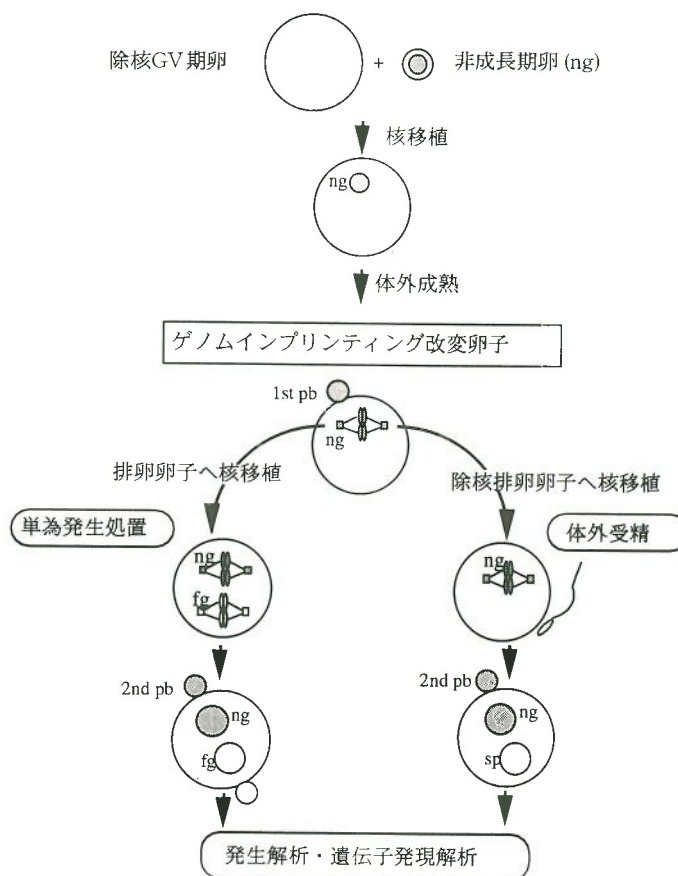 除核GV期卵 + 非成長期卵 (ng)
核移植
ng
体外成熟
ゲノムインプリンティング改変卵子
1st pb
ng
排卵卵子へ核移植 除核排卵卵子へ核移植
単為発生処置 体外受精
ng ng
fg
2nd pb 2nd pb
ng ng
fg sp
発生解析・遺伝子発現解析